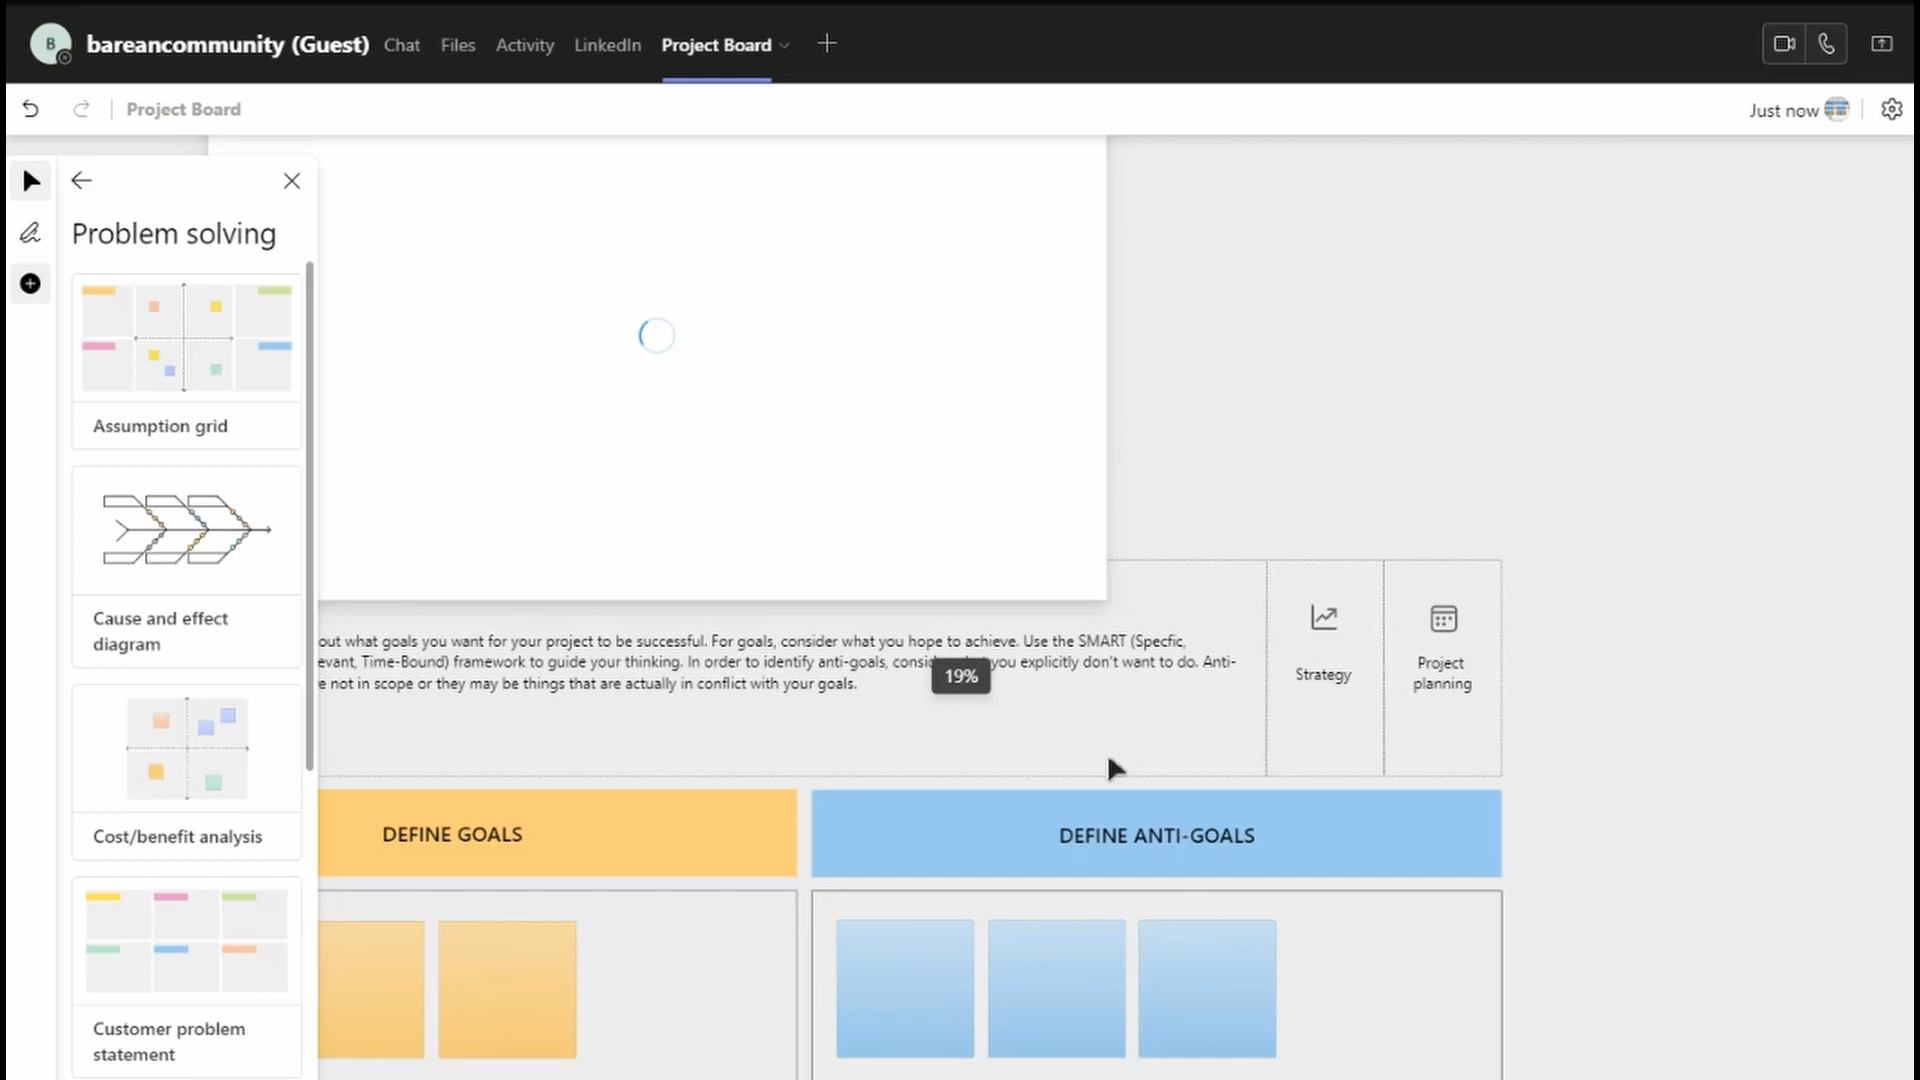 B
bareancommunity (Guest) Chat Files Activity LinkedIn Project Board
Project Board
Just now
Problem solving
Assumption grid
Cause and effect
diagram
Cost/benefit analysis
Customer problem
statement
out what goals you want for your project to be successful. For goals, consider what you hope to achieve. Use the SMART (Specfic,
evant, Time-Bound) framework to guide your thinking. In order to identify anti-goals, you explicitly don't want to do. Anti-
e not in scope or they may be things that are actually in conflict with your goals.
19%
Strategy
Project
planning
DEFINE GOALS
DEFINE ANTI-GOALS